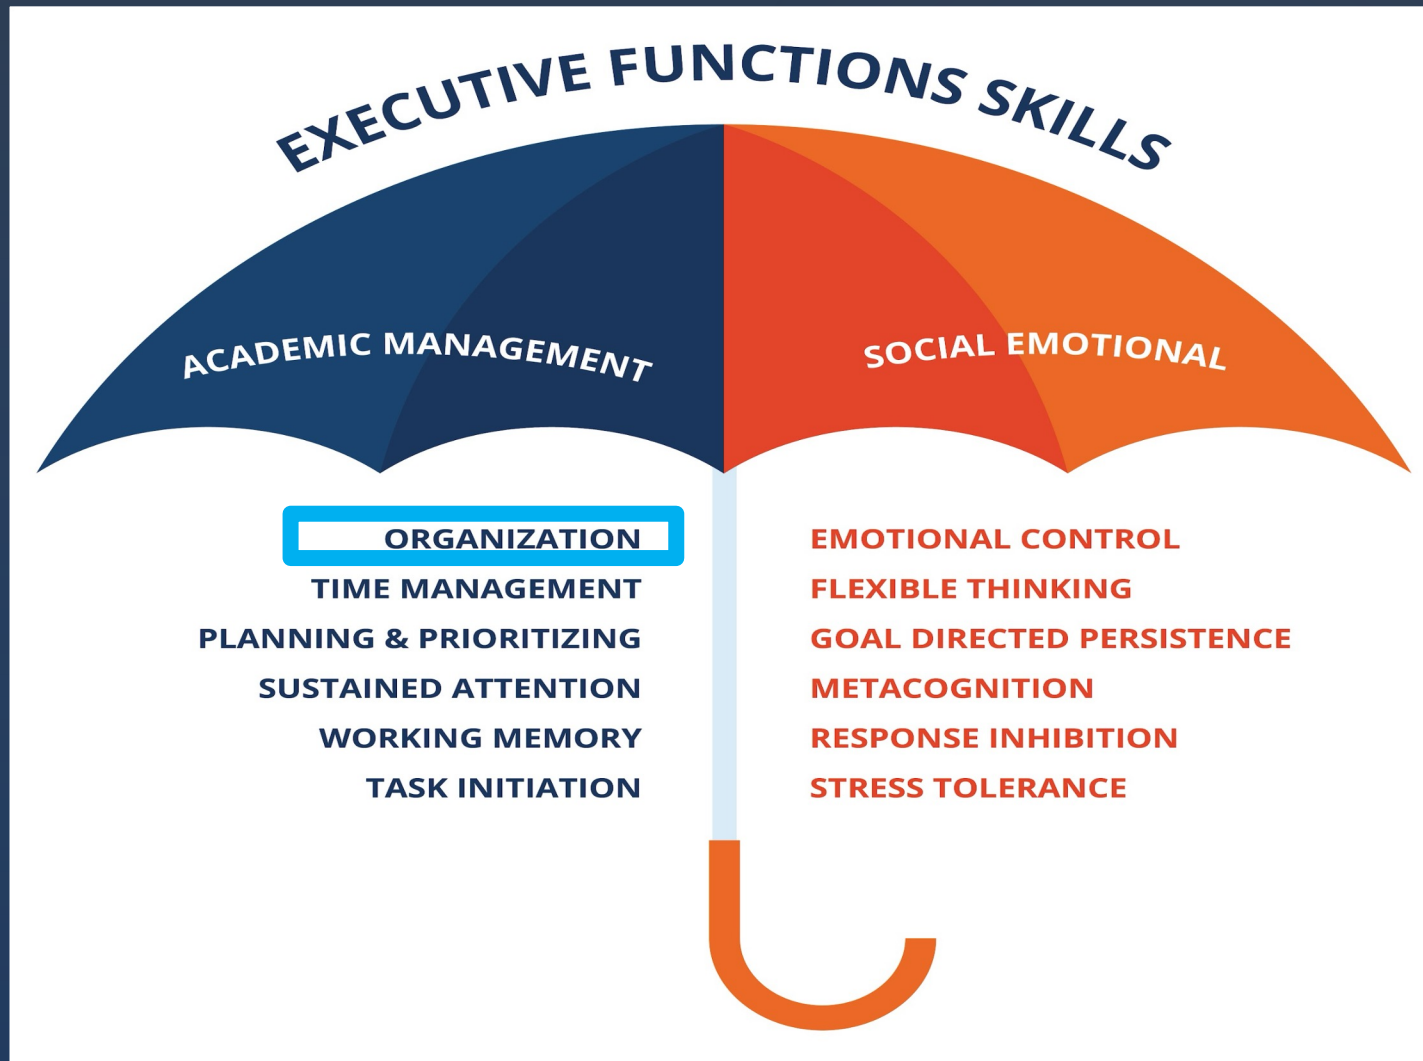 EXECUTIVE FUNCTIONS SKILLS
ACADEMIC MANAGEMENT
SOCIAL EMOTIONAL
ORGANIZATION
TIME MANAGEMENT
PLANNING & PRIORITIZING
SUSTAINED ATTENTION
WORKING MEMORY
TASK INITIATION
EMOTIONAL CONTROL
FLEXIBLE THINKING
GOAL DIRECTED PERSISTENCE
METACOGNITION
RESPONSE INHIBITION
STRESS TOLERANCE